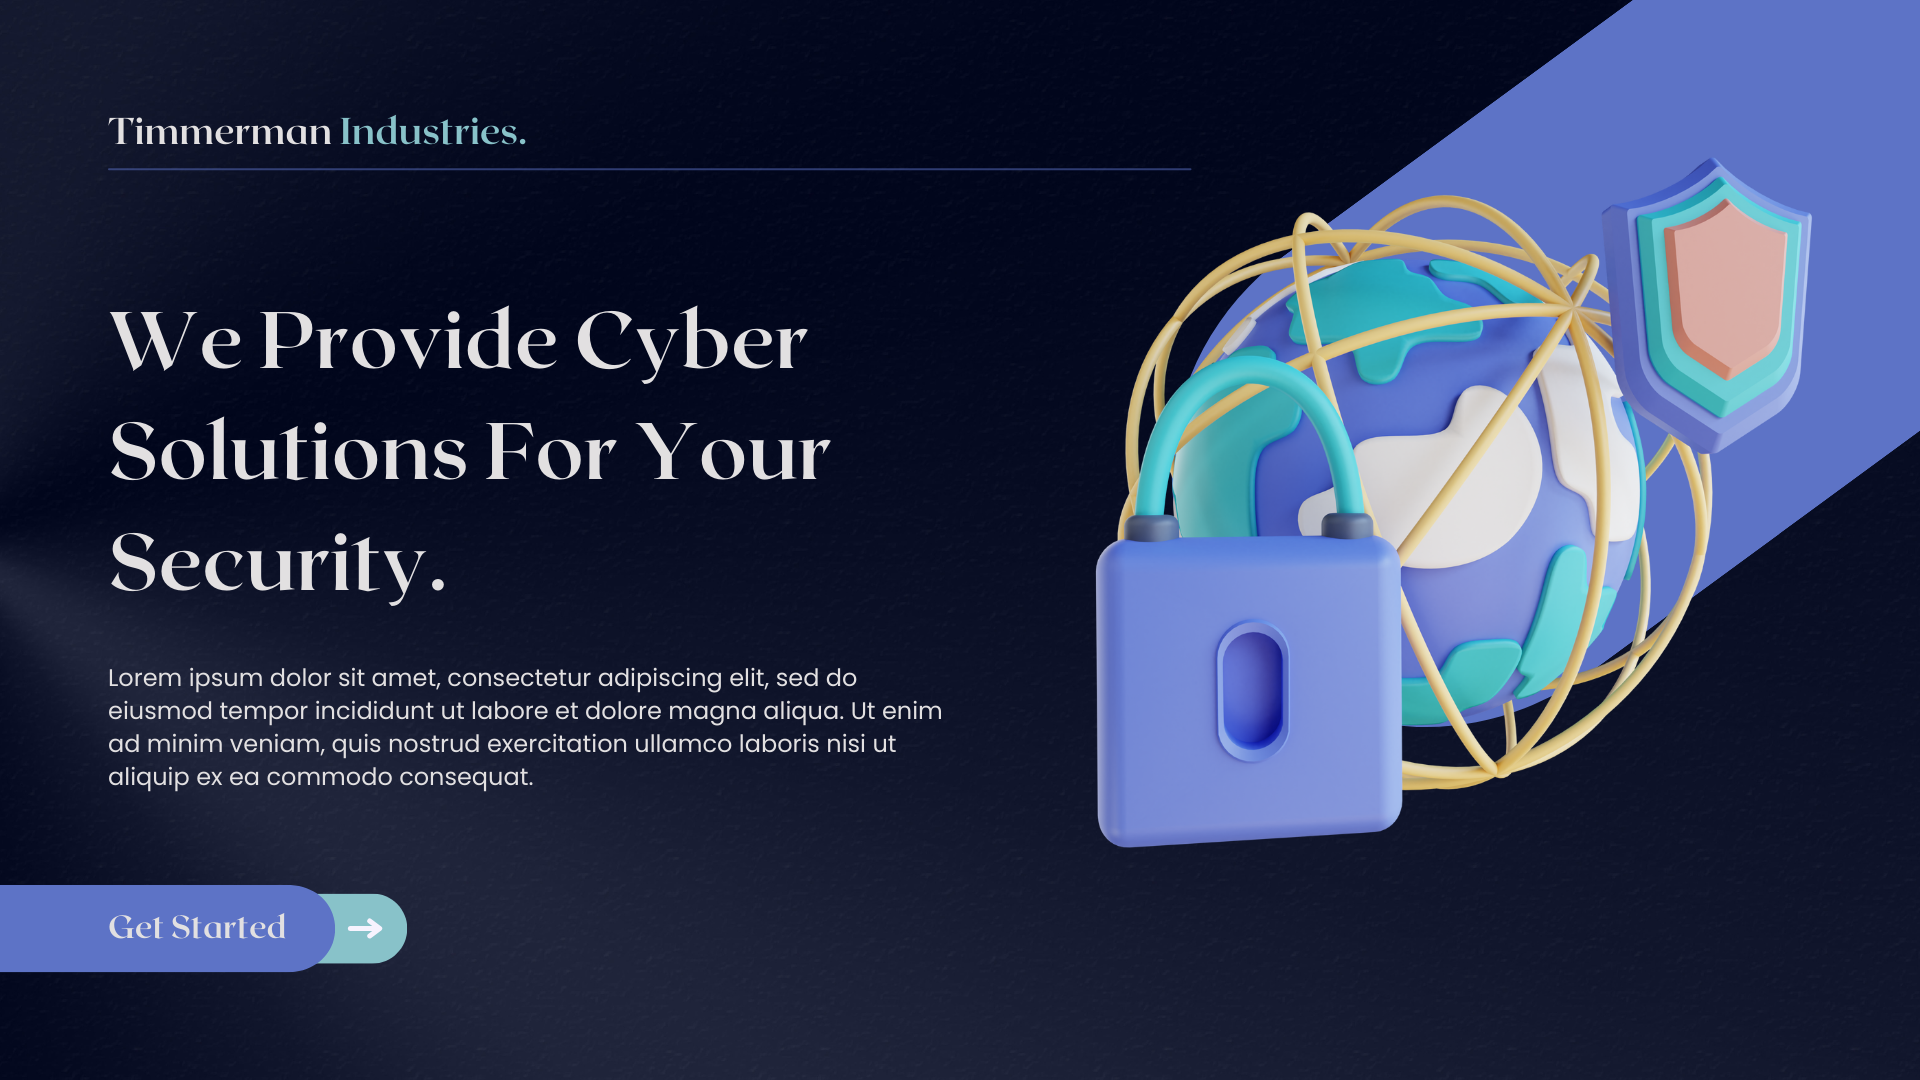 Timmerman Industries.
We Provide Cyber
Solutions For Your
Security.
Lorem ipsum dolor sit amet, consectetur adipiscing elit, sed do
eiusmod tempor incididunt ut labore et dolore magna aliqua. Ut enim
ad minim veniam, quis nostrud exercitation ullamco laboris nisi ut
aliquip ex ea commodo consequat.
Get Started